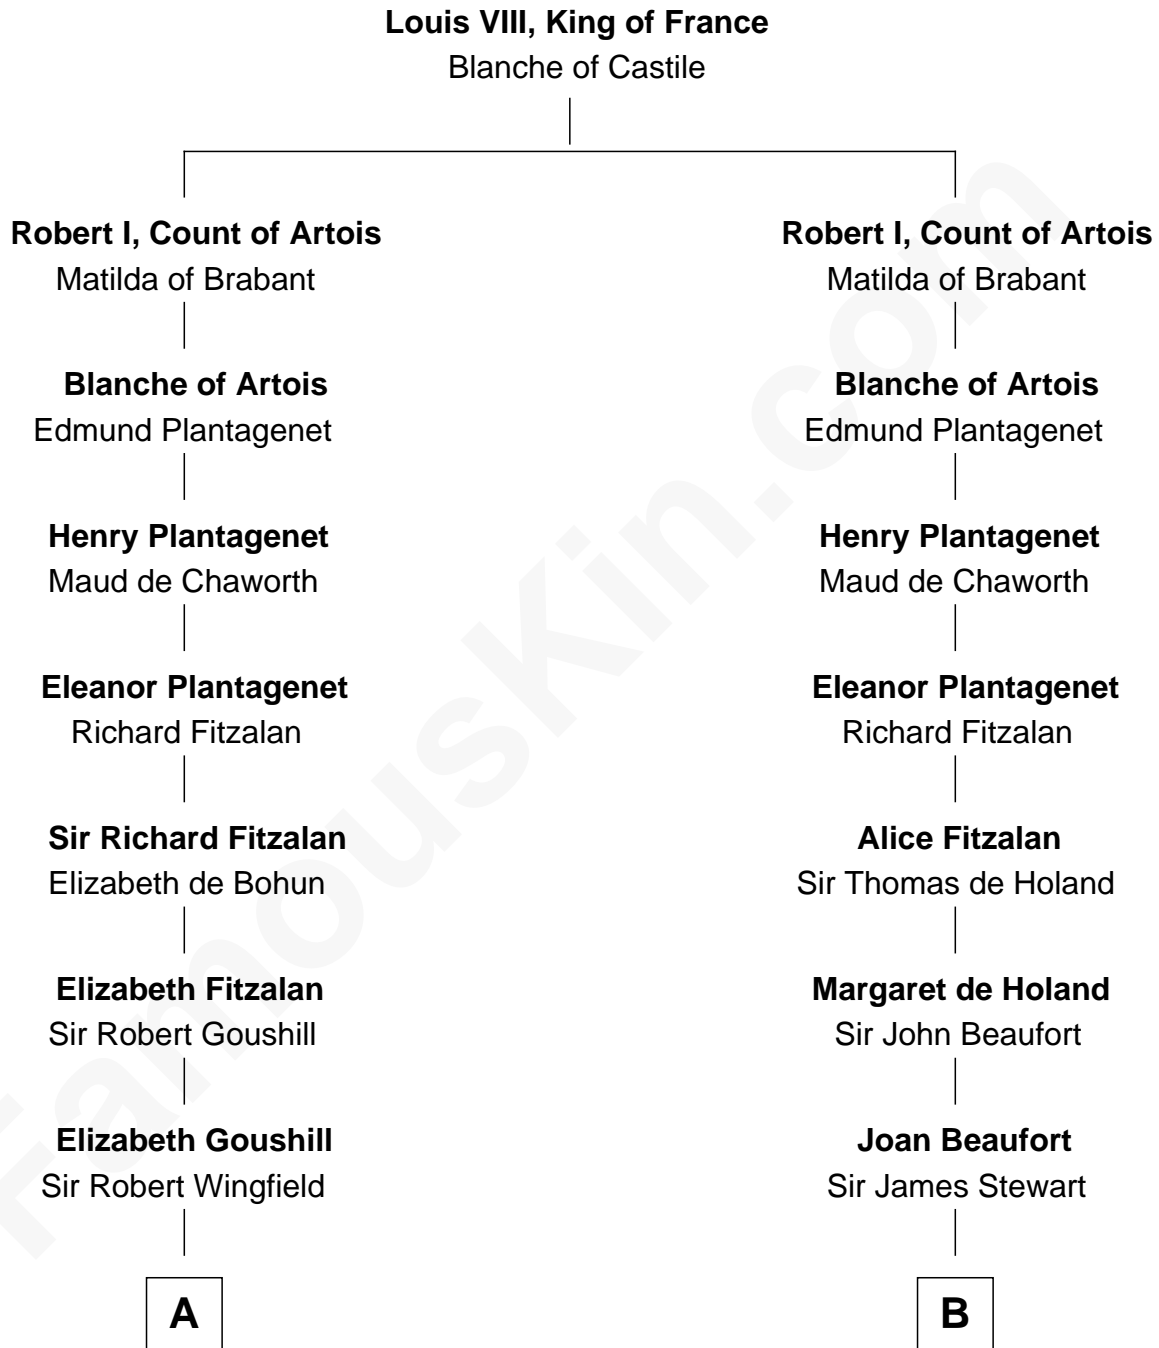 Louis VIII, King of France
Blanche of Castile
Robert I, Count of Artois
Matilda of Brabant
Robert I, Count of Artois
Matilda of Brabant
Blanche of Artois
Edmund Plantagenet
Blanche of Artois
Edmund Plantagenet
Henry Plantagenet
Maud de Chaworth
Henry Plantagenet
Maud de Chaworth
Eleanor Plantagenet
Richard Fitzalan
Eleanor Plantagenet
Richard Fitzalan
Sir Richard Fitzalan
Elizabeth de Bohun
Alice Fitzalan
Sir Thomas de Holand
Elizabeth Fitzalan
Sir Robert Goushill
Margaret de Holand
Sir John Beaufort
Elizabeth Goushill
Sir Robert Wingfield
Joan Beaufort
Sir James Stewart
A
B
FamousKin.com